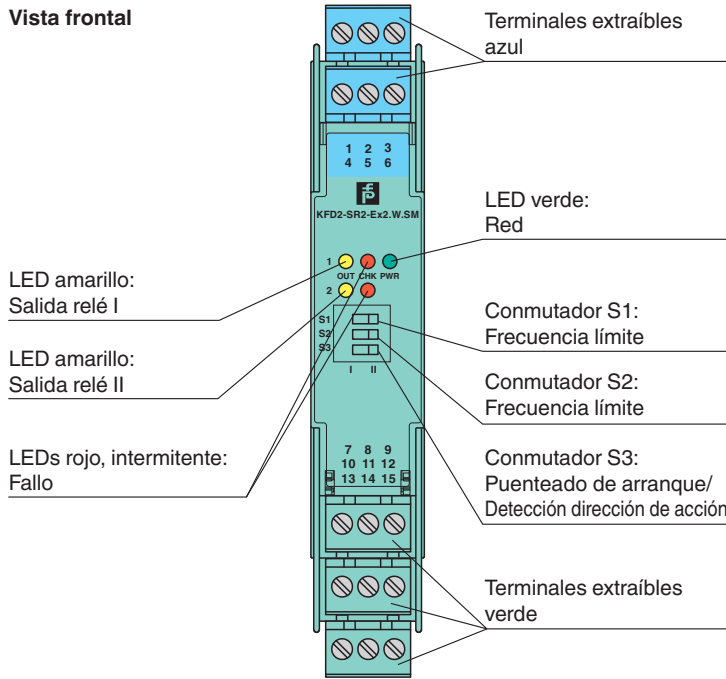 Vista frontal
Terminales extraíbles
azul
1 2 3
4 5 6
KFD2-SR2-Ex2.W.SM
LED verde:
Red
1
OUT CHK PWR
2
LED amarillo:
Salida relé I
S1
S2
S3
I II
Conmutador S1:
Frecuencia límite
LED amarillo:
Salida relé II
Conmutador S2:
Frecuencia límite
LEDs rojo, intermitente:
Fallo
7 8 9
10 11 12
13 14 15
Conmutador S3:
Puenteado de arranque/
Detección dirección de acción
Terminales extraíbles
verde